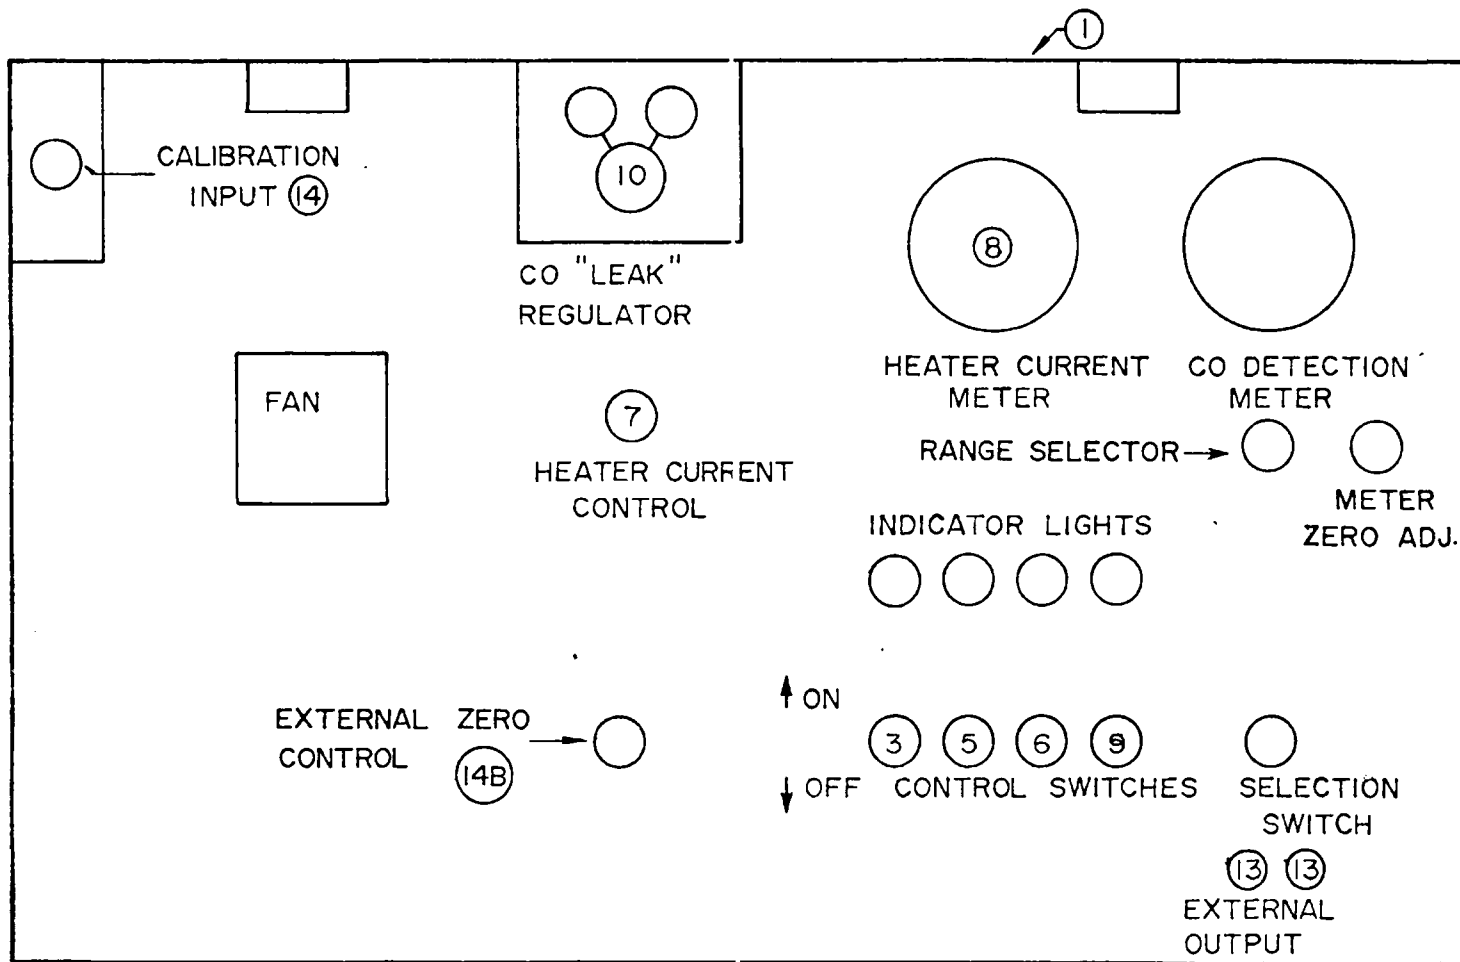 1
CALIBRATION
INPUT 14
10
CO "LEAK"
REGULATOR
8
HEATER CURRENT
METER
CO DETECTION
METER
FAN
7
HEATER CURRENT
CONTROL
RANGE SELECTOR
METER
ZERO ADJ.
INDICATOR LIGHTS
EXTERNAL ZERO
CONTROL 14B
ON
3 5 6 9
OFF CONTROL SWITCHES
SELECTION
SWITCH
13 13
EXTERNAL
OUTPUT